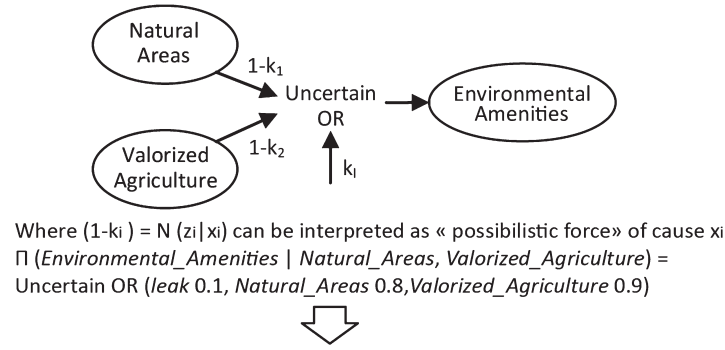 Natural
Areas
1-k₁
Uncertain
OR
Environmental
Amenities
Valorized
Agriculture
1-k₂
kₗ
Where (1-kᵢ ) = N (zᵢ|xᵢ) can be interpreted as « possibilistic force» of cause xᵢ
Π (Environmental_Amenities | Natural_Areas, Valorized_Agriculture) =
Uncertain OR (leak 0.1, Natural_Areas 0.8,Valorized_Agriculture 0.9)